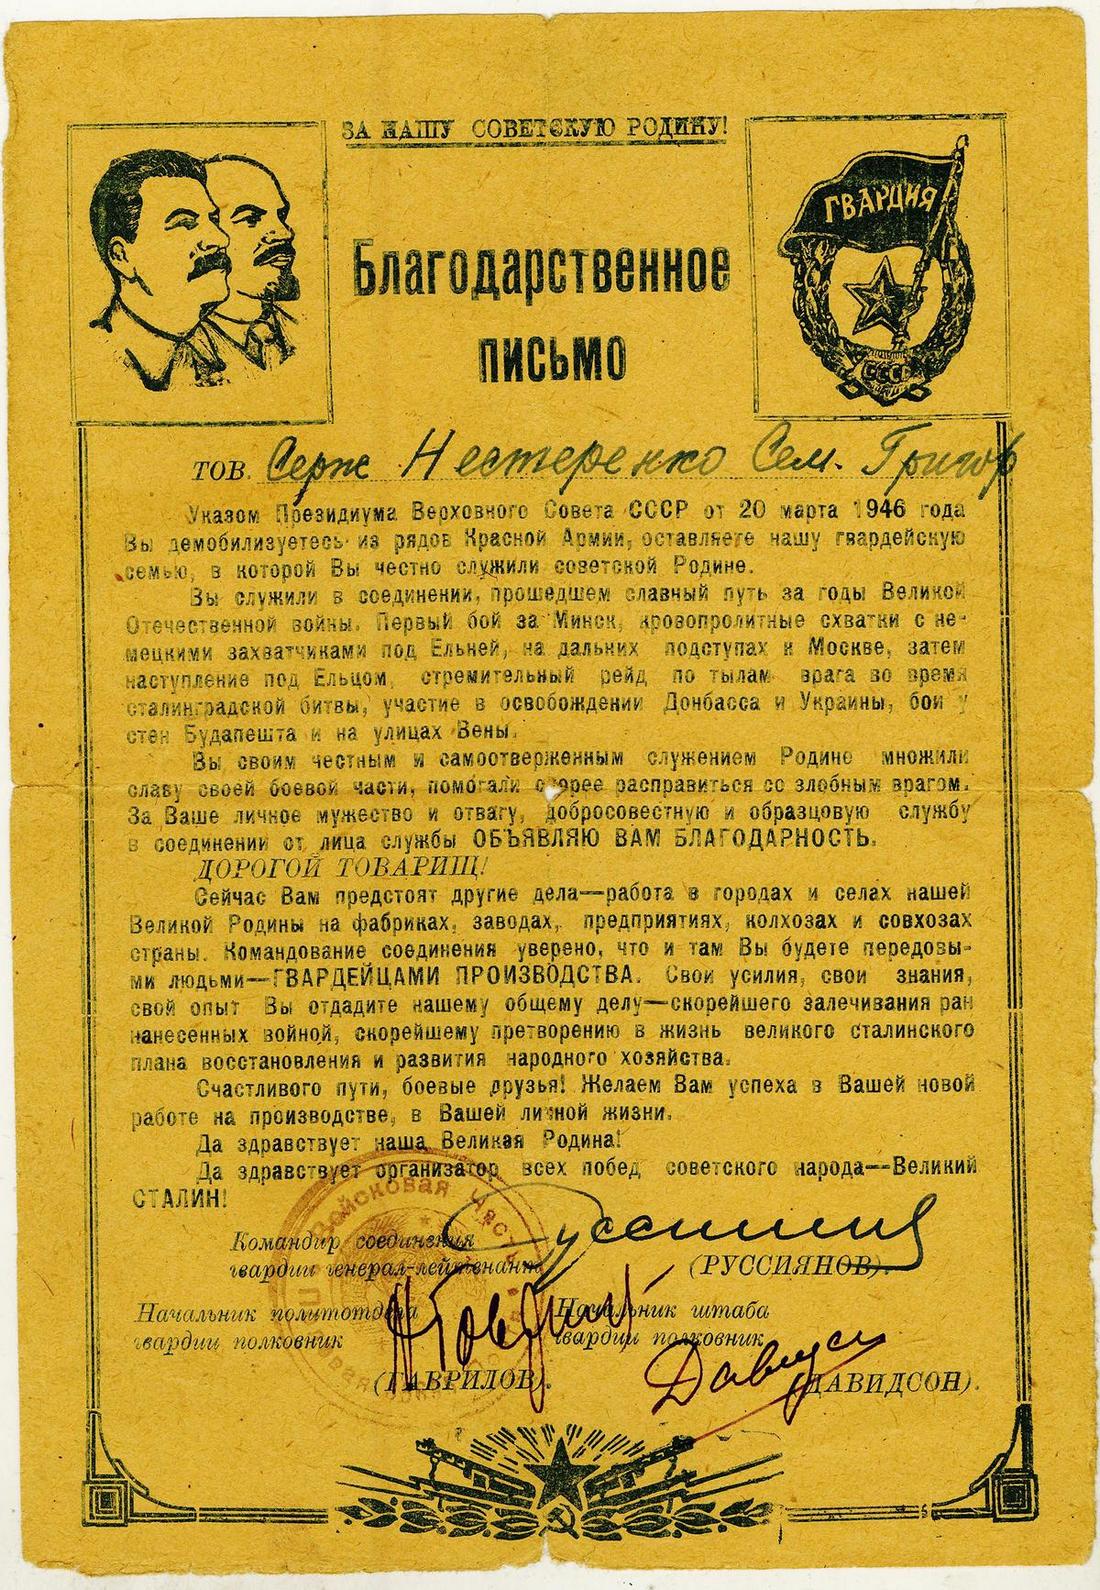 ЗА НАШУ СОВЕТСКУЮ РОДИНУ!
ГВАРДИЯ
СССР
Благодарственное
письмо
ТОВ. Серж Нестеренко Сем. Григор
Указом Президиума Верховного Совета СССР от 20 марта 1946 года
Вы демобилизуетесь из рядов Красной Армии, оставляете нашу гвардейскую
семью, в которой Вы честно служили советской Родине.
Вы служили в соединении, прошедшем славный путь за годы Великой
Отечественной войны. Первый бой за Минск, кровопролитные схватки с не-
мецкими захватчиками под Ельней, на дальних подступах к Москве, затем
наступление под Ельцом, стремительный рейд по тылам врага во время
сталинградской битвы, участие в освобождении Донбасса и Украины, бои у
стен Будапешта и на улицах Вены.
Вы своим честным и самоотверженным служением Родине множили
славу своей боевой части, помогали скорее расправиться со злобным врагом.
За Ваше личное мужество и отвагу, добросовестную и образцовую службу
в соединении от лица службы ОБЪЯВЛЯЮ ВАМ БЛАГОДАРНОСТЬ.
ДОРОГОЙ ТОВАРИЩ!
Сейчас Вам предстоят другие дела—работа в городах и селах нашей
Великой Родины на фабриках, заводах, предприятиях, колхозах и совхозах
страны. Командование соединения уверено, что и там Вы будете передовы-
ми людьми—ГВАРДЕЙЦАМИ ПРОИЗВОДСТВА. Свои усилия, свои знания,
свой опыт Вы отдадите нашему общему делу—скорейшего залечивания ран
нанесенных войной, скорейшему претворению в жизнь великого сталинского
плана восстановления и развития народного хозяйства.
Счастливого пути, боевые друзья! Желаем Вам успеха в Вашей новой
работе на производстве, в Вашей личной жизни.
Да здравствует наша Великая Родина!
Да здравствует организатор всех побед советского народа—Великий
СТАЛИН!
Войсковая часть
Командир соединения
гвардии генерал-лейтенант
(РУССИЯНОВ).
Начальник политотдела
гвардии полковник
(ГАВРИЛОВ).
Начальник штаба
гвардии полковник
(ДАВИДСОН).